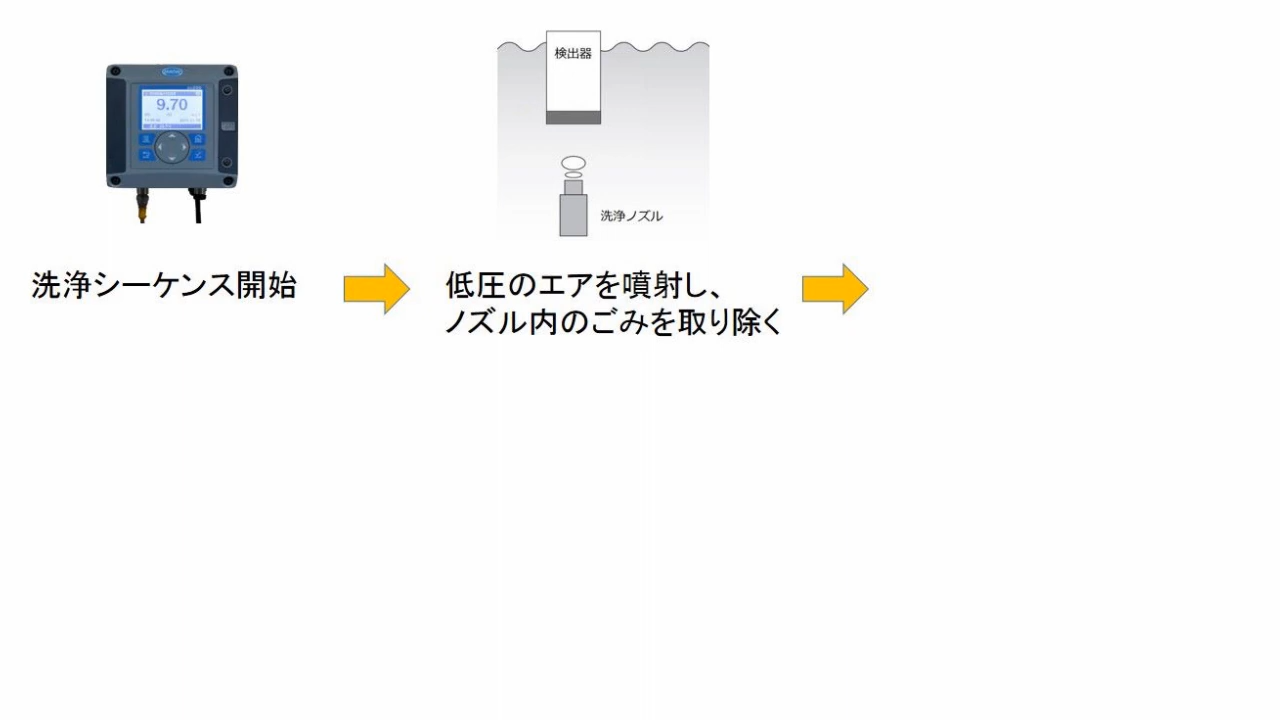 9.70
検出器
洗浄ノズル
洗浄シーケンス開始
低圧のエアを噴射し、
ノズル内のごみを取り除く